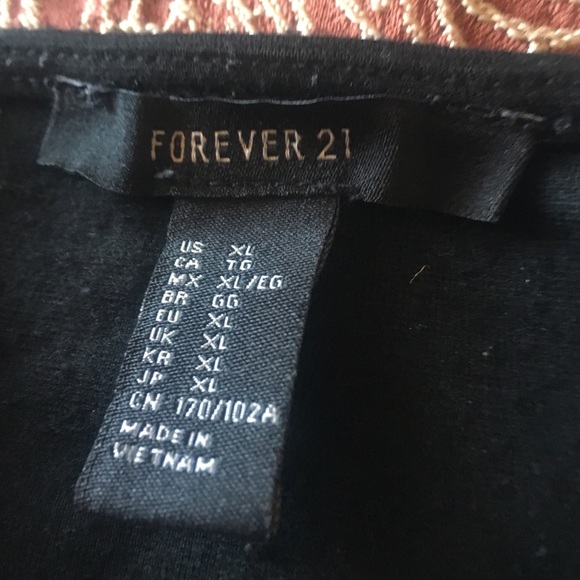 FOREVER 21
US XL
CA TG
MX XL/EG
BR GG
EU XL
UK XL
KR XL
JP XL
CN 170/102A
MADE IN
VIETNAM